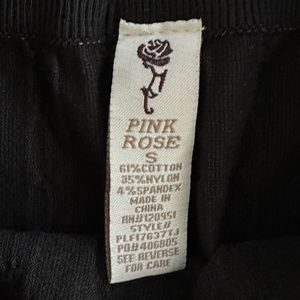 PINK
ROSE
S
61%COTTON
35%NYLON
4%SPANDEX
MADE IN
CHINA
RN#120951
STYLE#
PLF17637TJ
PO#406805
SEE REVERSE
FOR CARE